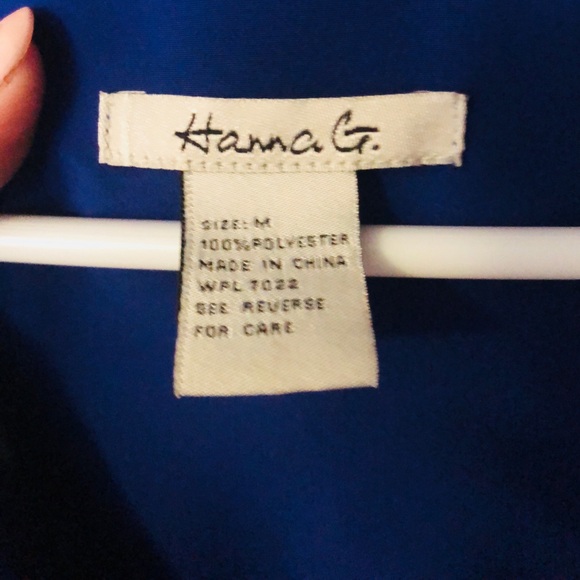 Hanna G.
SIZE: M
100%POLYESTER
MADE IN CHINA
WPL 7022
SEE REVERSE
FOR CARE